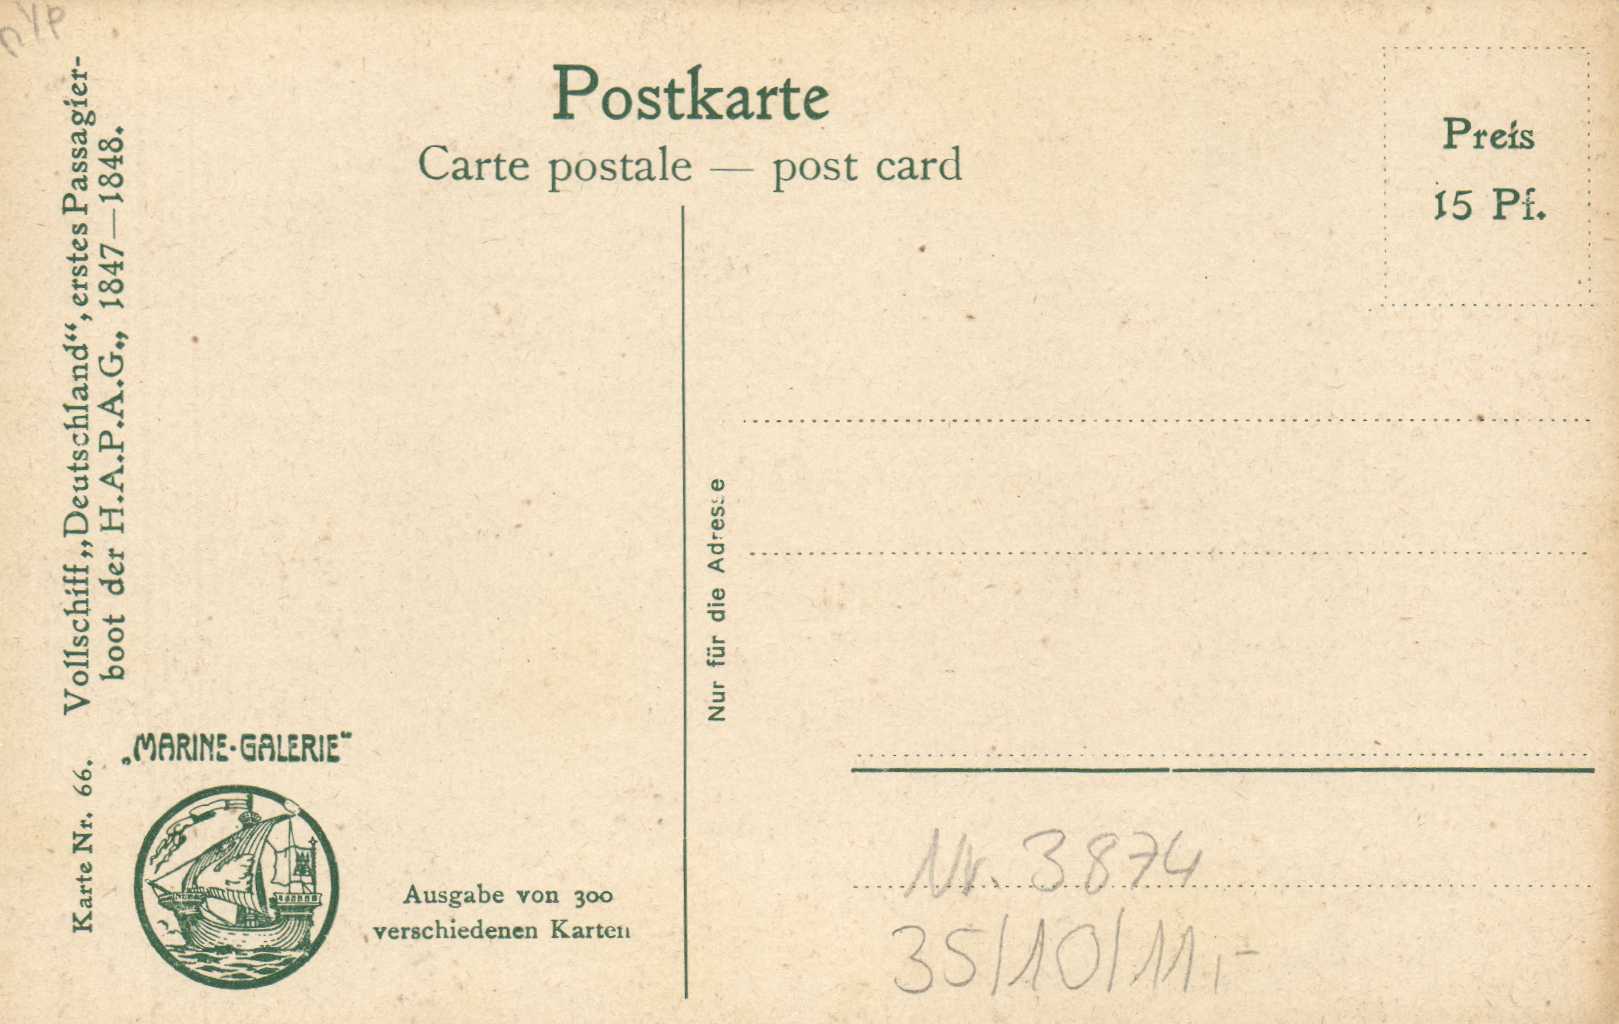 Postkarte
Carte postale — post card
Preis
15 Pf.
Karte Nr. 66. Vollschiff „Deutschland“, erstes Passagier-
boot der H.A.P.A.G., 1847—1848.
„MARINE-GALERIE“
Ausgabe von 300
verschiedenen Karten
Nur für die Adresse
Nr. 3874
35/10/11,-